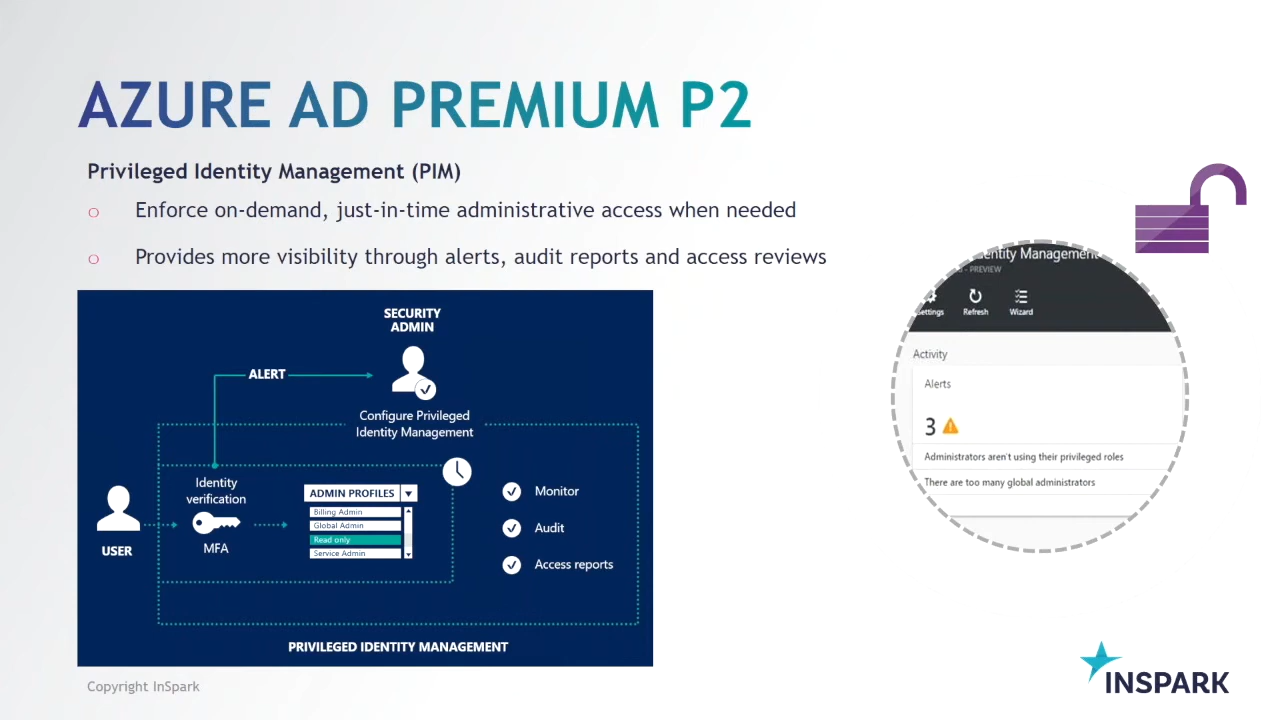 AZURE AD PREMIUM P2
Privileged Identity Management (PIM)
Enforce on-demand, just-in-time administrative access when needed
Provides more visibility through alerts, audit reports and access reviews
SECURITY
ADMIN
ALERT
Configure Privileged
Identity Management
Identity
verification
MFA
USER
ADMIN PROFILES
Billing Admin
Global Admin
Read only
Service Admin
Monitor
Audit
Access reports
PRIVILEGED IDENTITY MANAGEMENT
entity Management
- PREVIEW
ettings
Refresh
Wizard
Activity
Alerts
3
Administrators aren't using their privileged roles
There are too many global administrators
Copyright InSpark
INSPARK